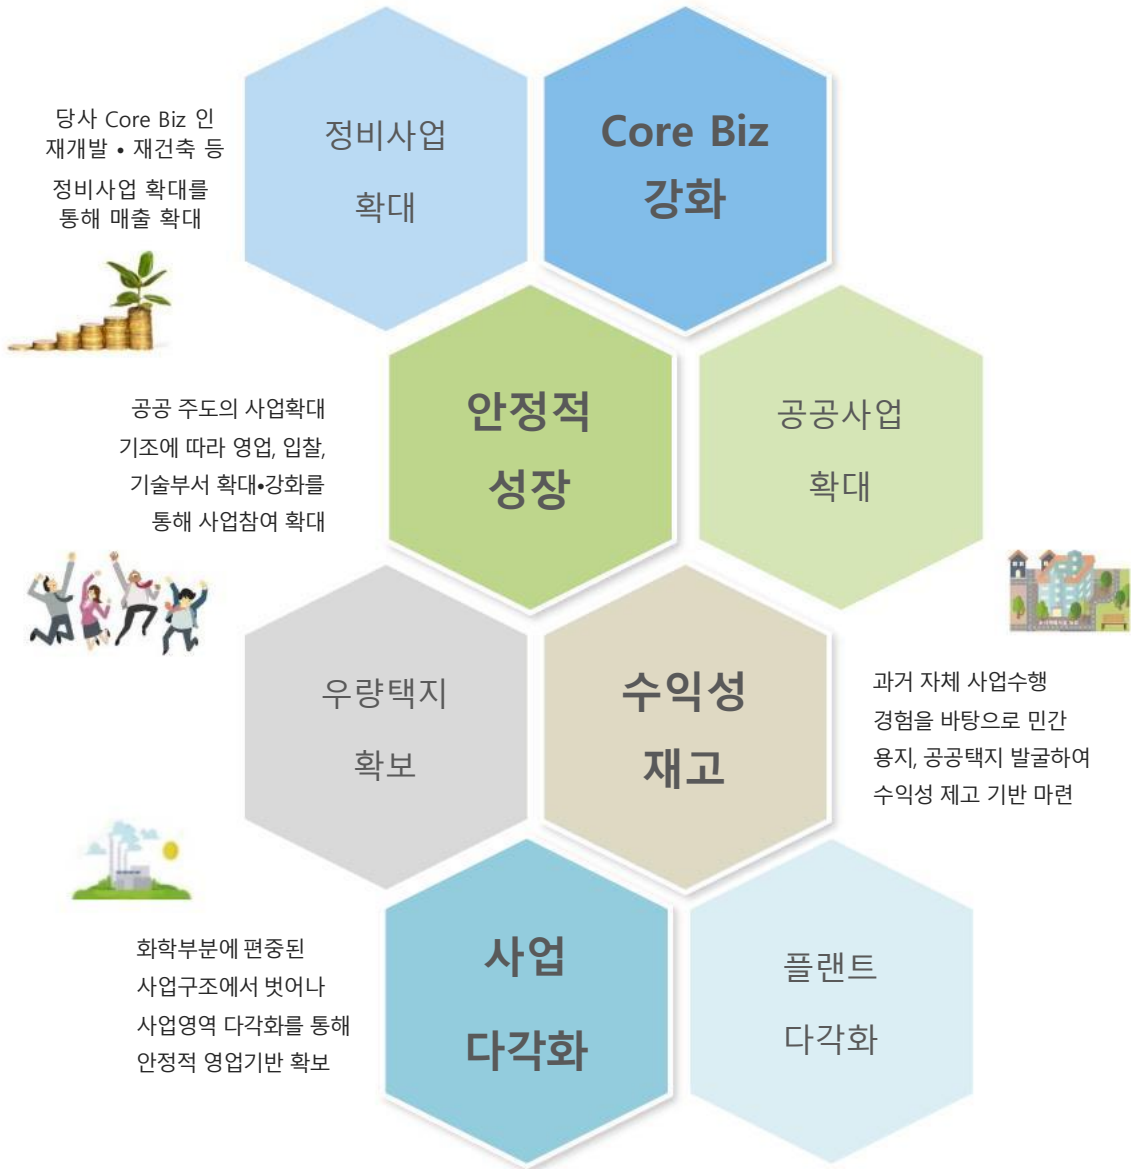 당사 Core Biz 인
재개발 • 재건축 등
정비사업 확대를
통해 매출 확대
정비사업
확대
Core Biz
강화
공공 주도의 사업확대
기조에 따라 영업, 입찰,
기술부서 확대•강화를
통해 사업참여 확대
안정적
성장
공공사업
확대
우량택지
확보
수익성
재고
과거 자체 사업수행
경험을 바탕으로 민간
용지, 공공택지 발굴하여
수익성 제고 기반 마련
화학부분에 편중된
사업구조에서 벗어나
사업영역 다각화를 통해
안정적 영업기반 확보
사업
다각화
플랜트
다각화